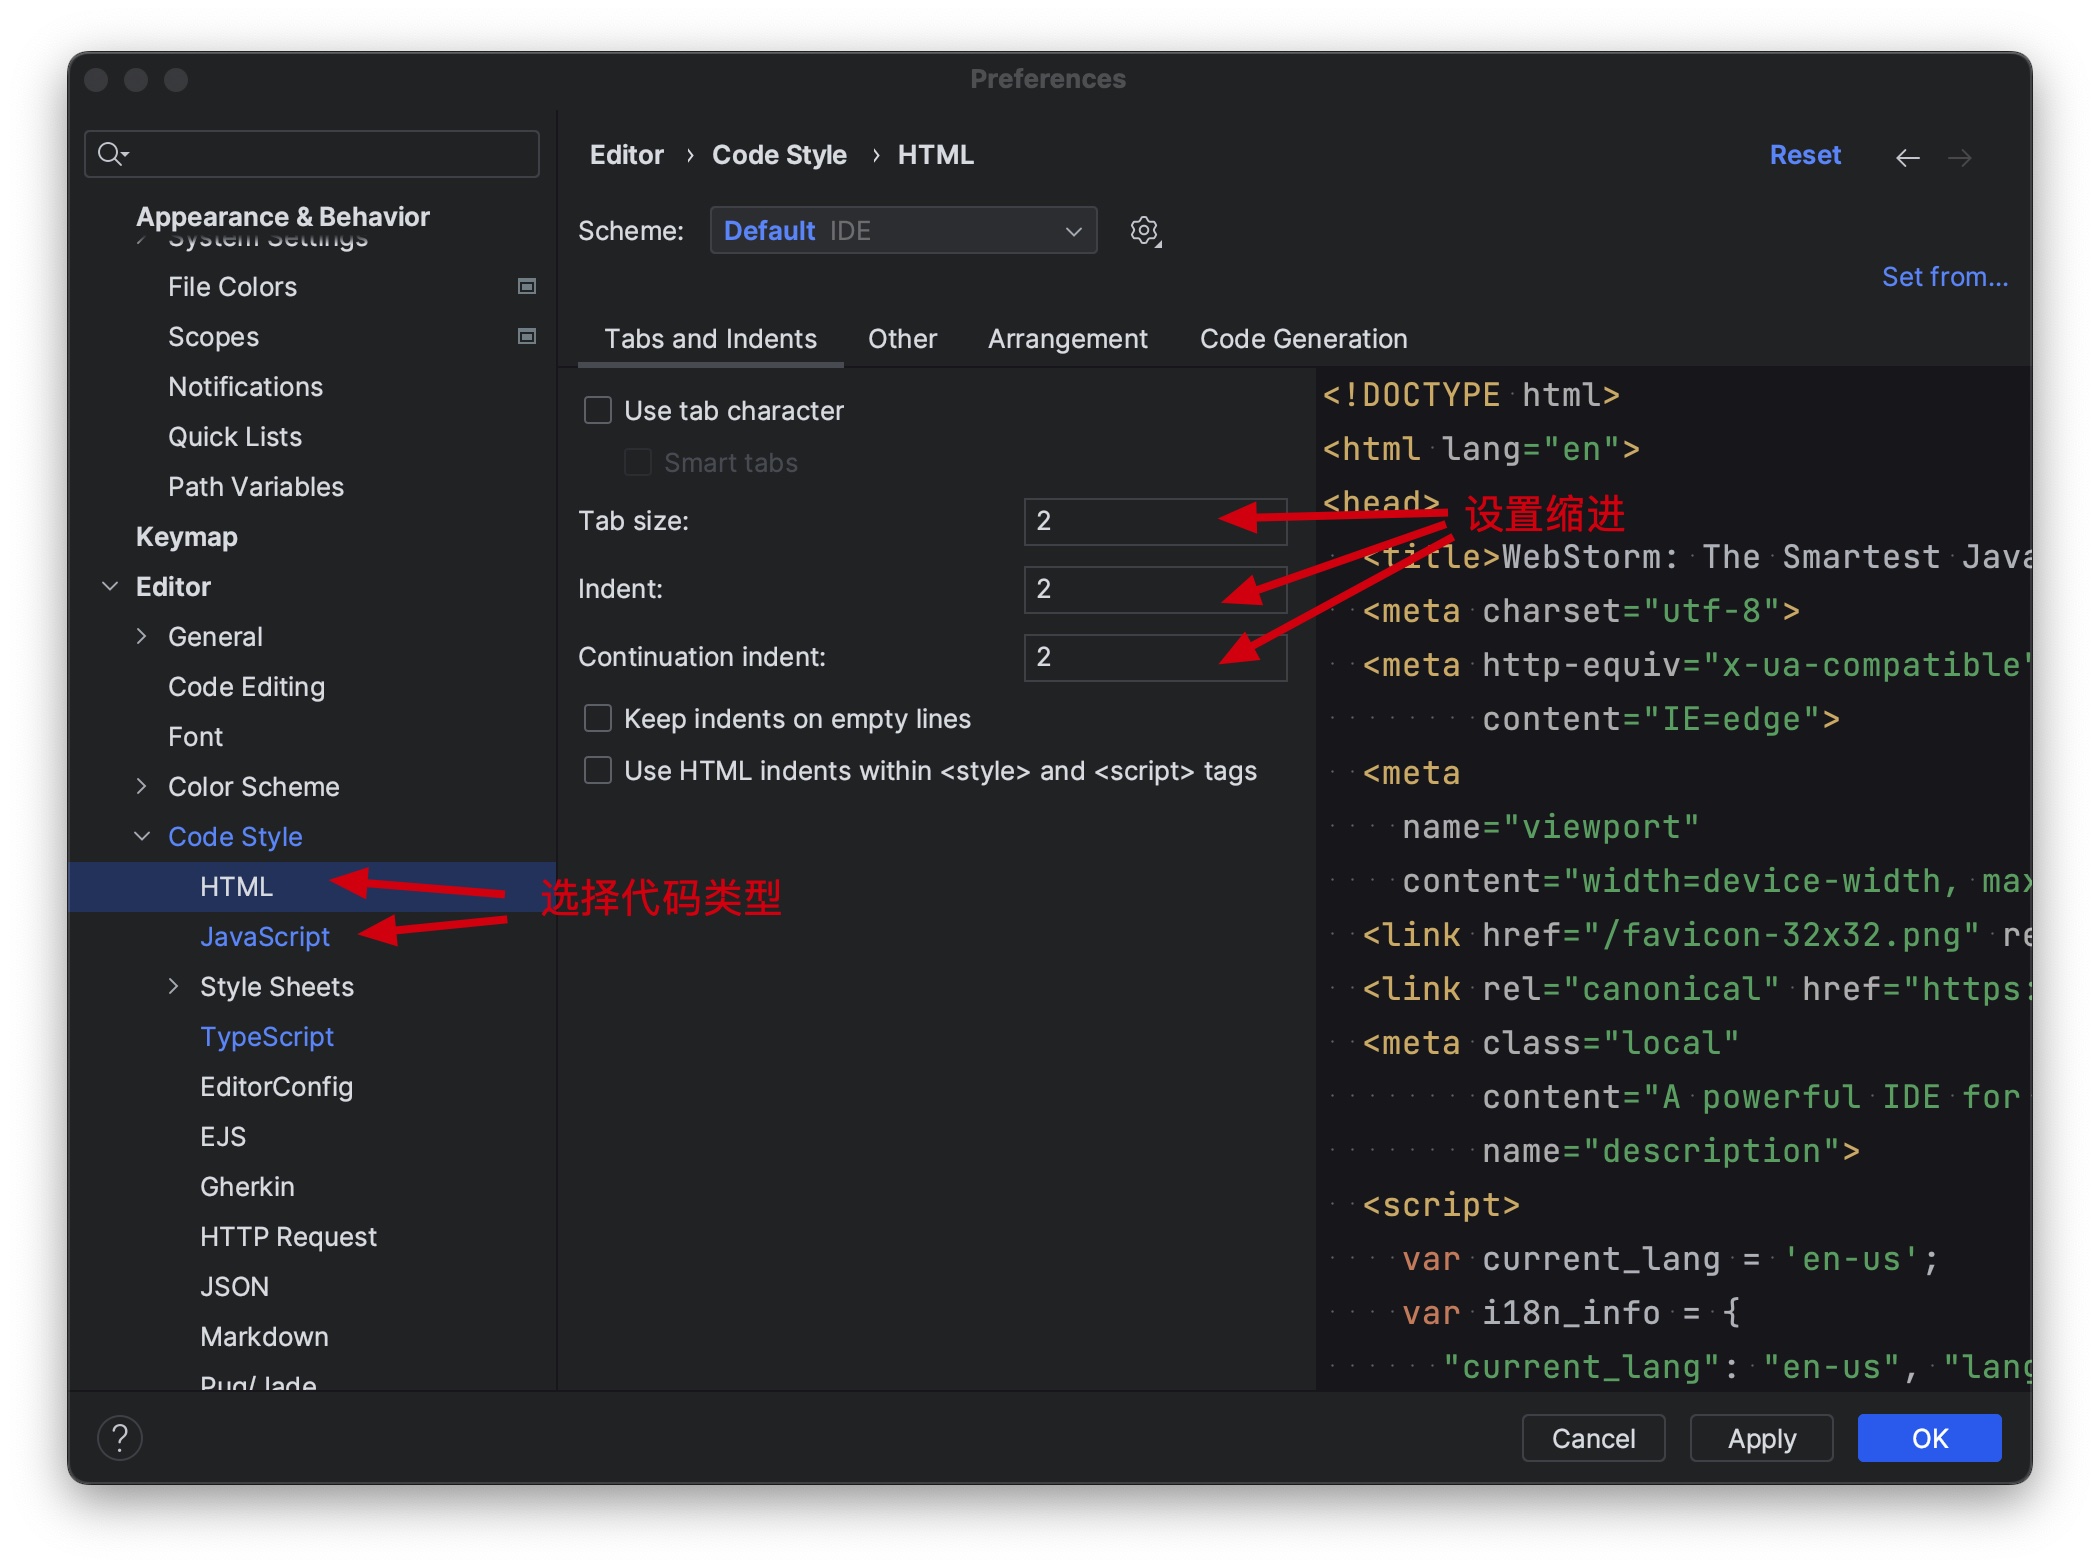 Preferences
Appearance & Behavior
System Settings
File Colors
Scopes
Notifications
Quick Lists
Path Variables
Keymap
Editor
General
Code Editing
Font
Color Scheme
Code Style
HTML
JavaScript
Style Sheets
TypeScript
EditorConfig
EJS
Gherkin
HTTP Request
JSON
Markdown
Pug/Jade
选择代码类型
Editor › Code Style › HTML
Reset
Scheme: Default IDE
Set from...
Tabs and Indents Other Arrangement Code Generation
Use tab character
Smart tabs
Tab size: 2
Indent: 2
Continuation indent: 2
Keep indents on empty lines
Use HTML indents within <style> and <script> tags
设置缩进
<!DOCTYPE html>
<html lang="en">
<head>
<title>WebStorm: The Smartest Java
<meta charset="utf-8">
<meta http-equiv="x-ua-compatible"
content="IE=edge">
<meta
name="viewport"
content="width=device-width, max
<link href="/favicon-32x32.png" re
<link rel="canonical" href="https:
<meta class="local"
content="A powerful IDE for
name="description">
<script>
var current_lang = 'en-us';
var i18n_info = {
"current_lang": "en-us", "lang
?
Cancel Apply OK